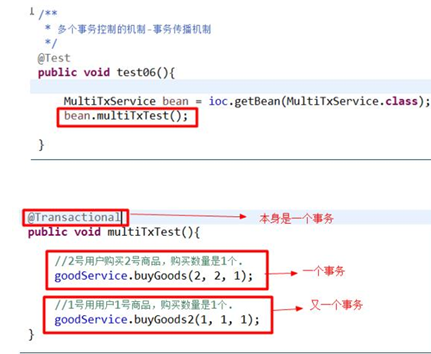 /**
* 多个事务控制的机制-事务传播机制
*/
@Test
public void test06(){
MultiTxService bean = ioc.getBean(MultiTxService.class);
bean.multiTxTest();
}
@Transactional
本身是一个事务
public void multiTxTest(){
//2号用户购买2号商品，购买数量是1个.
goodService.buyGoods(2, 2, 1);
一个事务
//1号用用户1号商品，购买数量是1个.
goodService.buyGoods2(1, 1, 1);
又一个事务
}